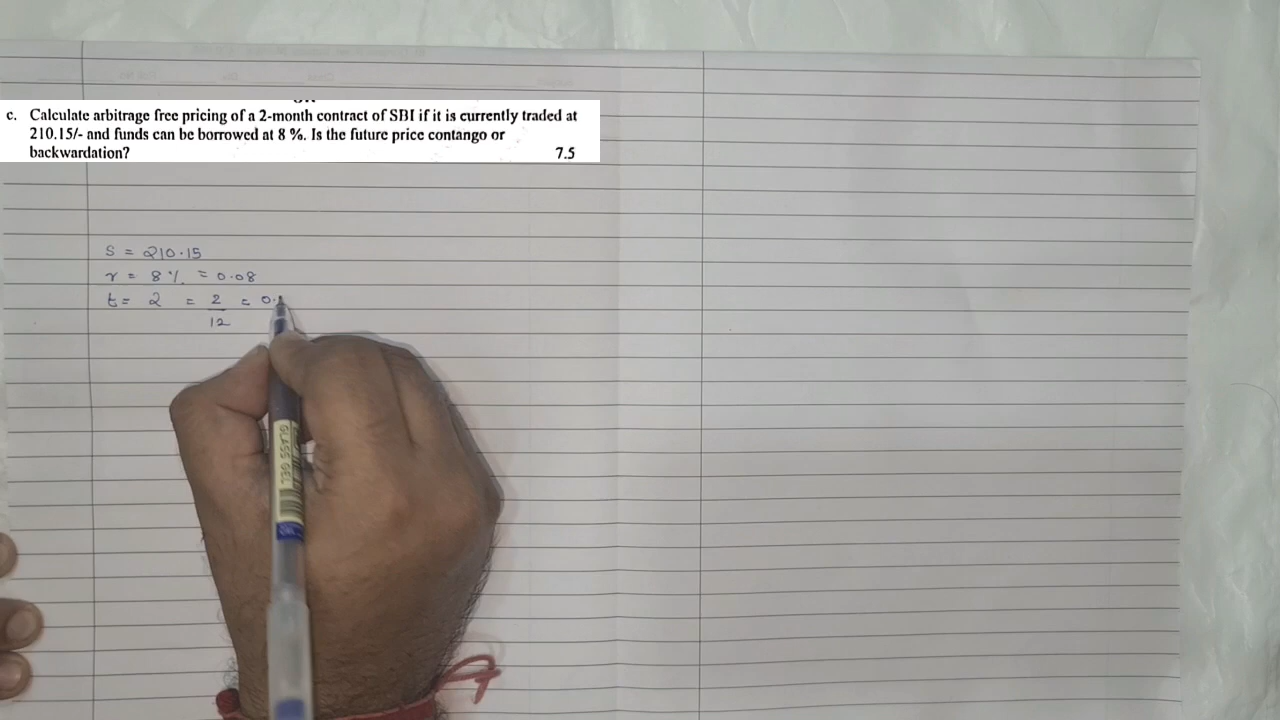 c. Calculate arbitrage free pricing of a 2-month contract of SBI if it is currently traded at
210.15/- and funds can be borrowed at 8 %. Is the future price contango or
backwardation? 7.5
S = 210.15
r = 8% = 0.08
t = 2 = 2/12 = 0.
GLASS GEL